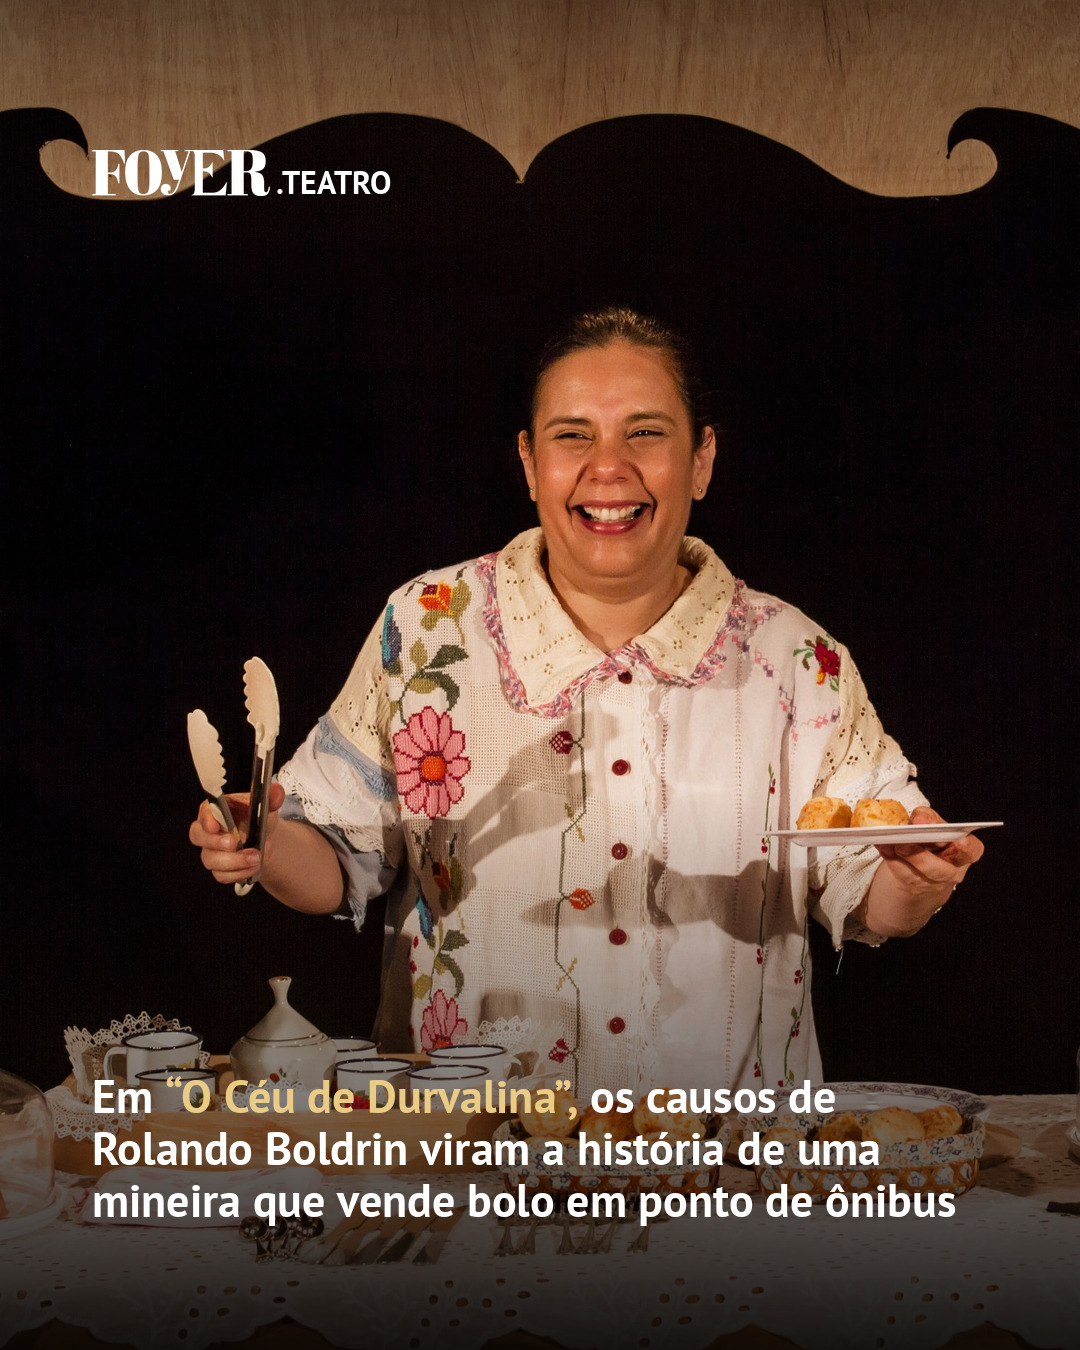 FOYER.TEATRO
Em “O Céu de Durvalina”, os causos de
Rolando Boldrin viram a história de uma
mineira que vende bolo em ponto de ônibus